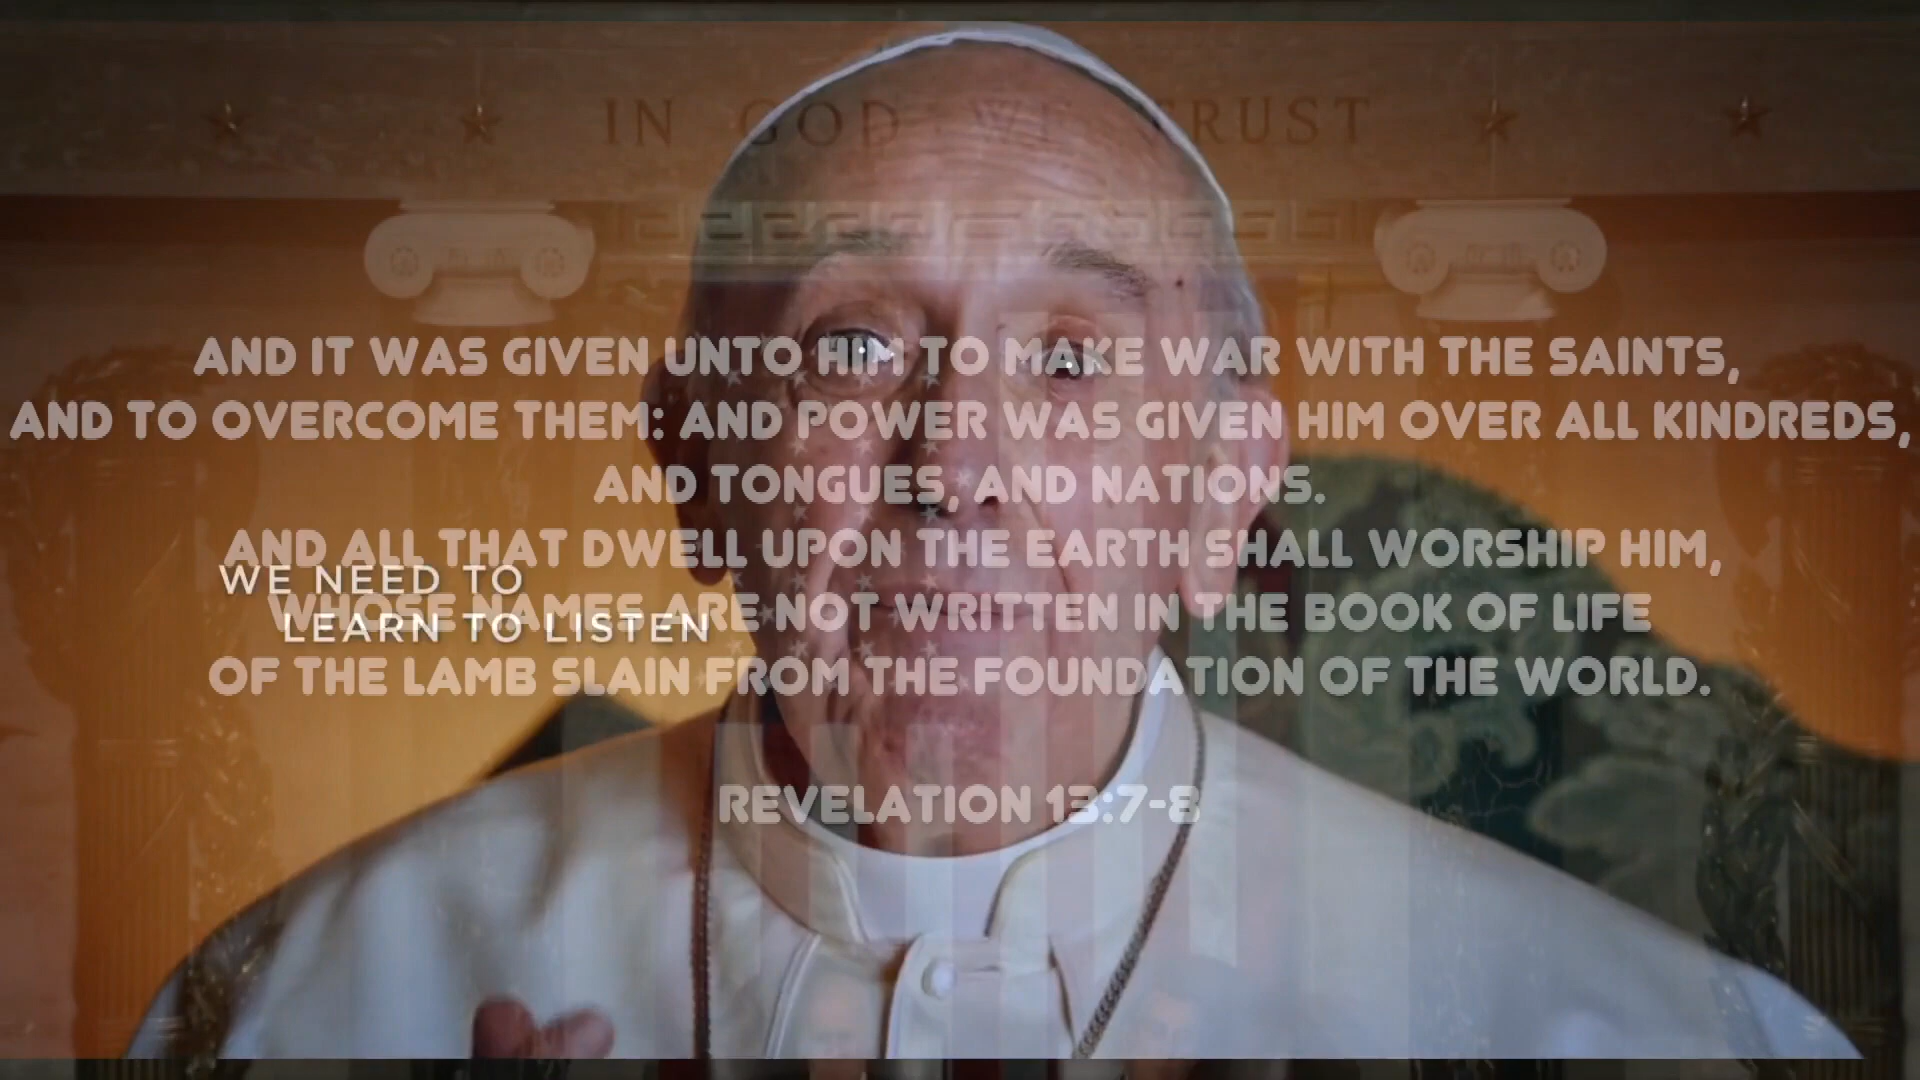 IN GOD WE TRUST
AND IT WAS GIVEN UNTO HIM TO MAKE WAR WITH THE SAINTS,
AND TO OVERCOME THEM: AND POWER WAS GIVEN HIM OVER ALL KINDREDS,
AND TONGUES, AND NATIONS.
AND ALL THAT DWELL UPON THE EARTH SHALL WORSHIP HIM,
WE NEED TO
WHOSE NAMES ARE NOT WRITTEN IN THE BOOK OF LIFE
LEARN TO LISTEN
OF THE LAMB SLAIN FROM THE FOUNDATION OF THE WORLD.
REVELATION 13:7-8